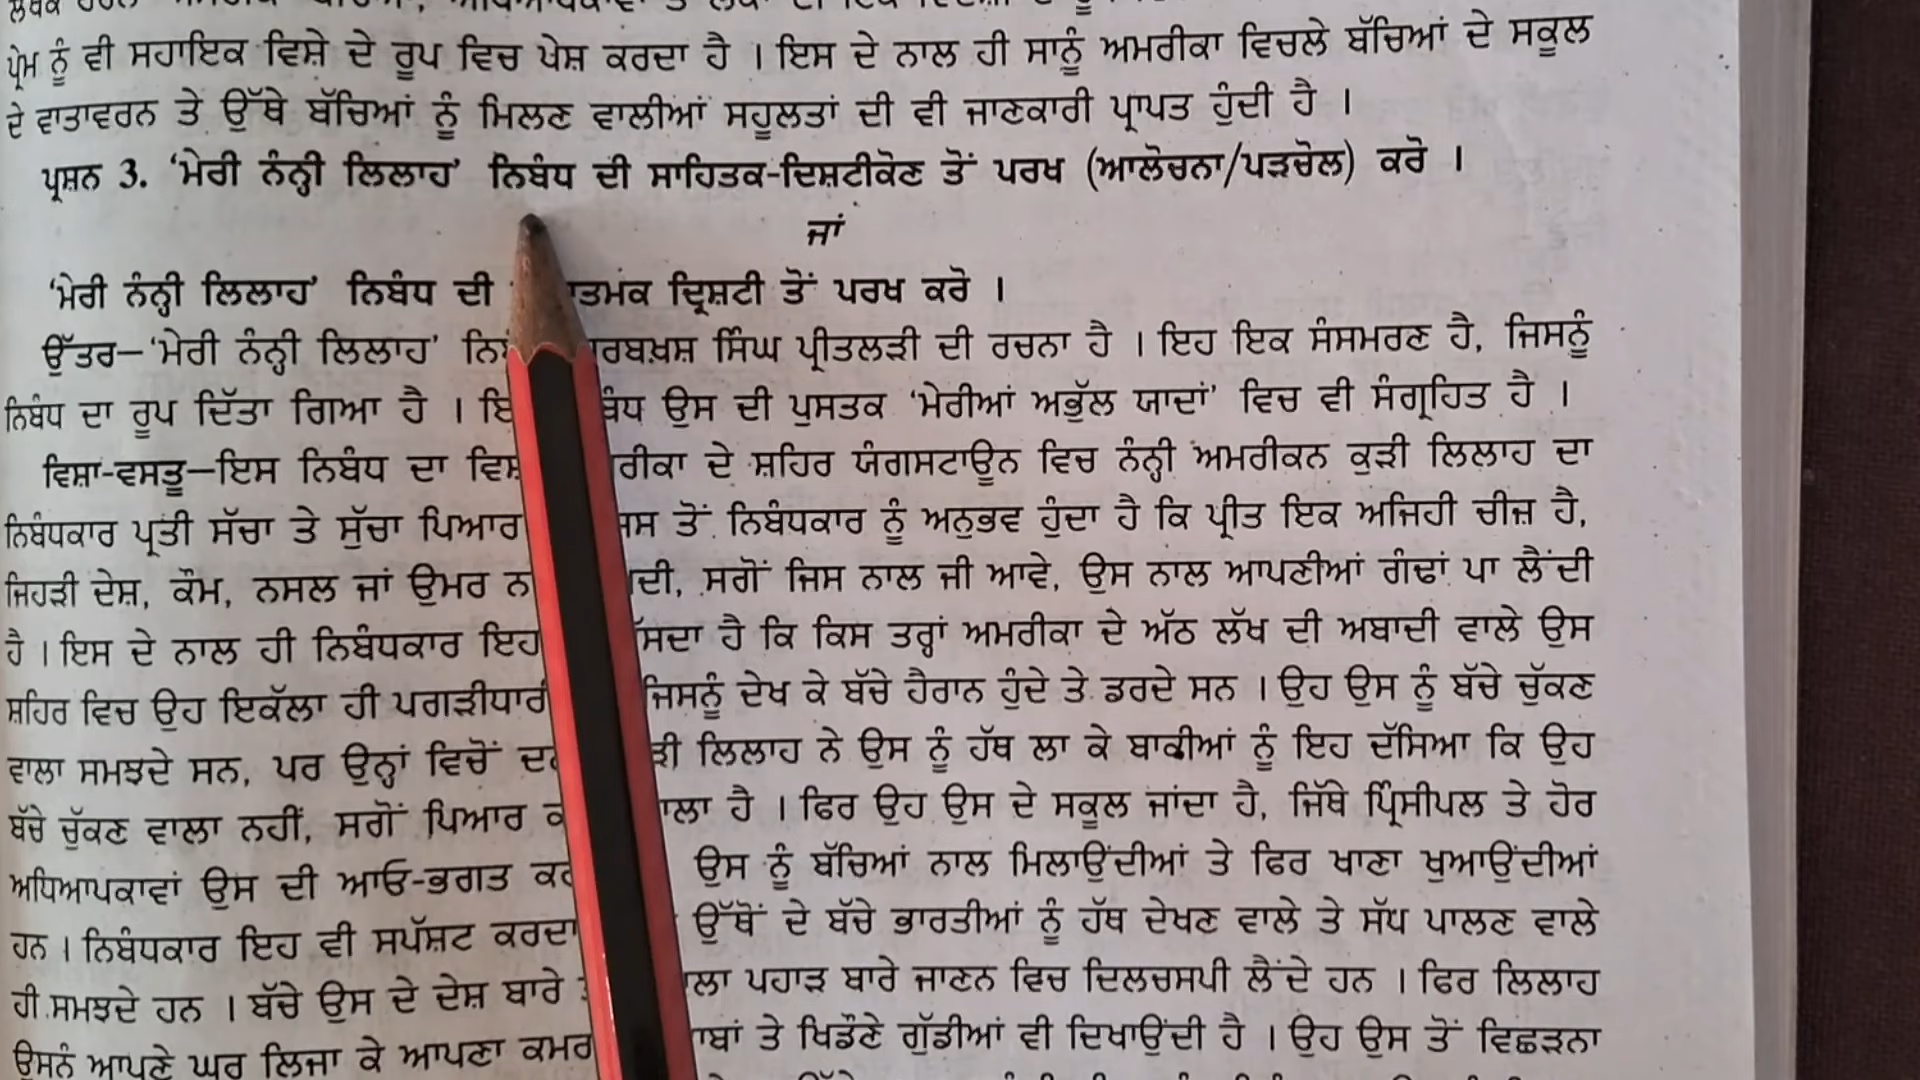 ਪ੍ਰੇਮ ਨੂੰ ਵੀ ਸਹਾਇਕ ਵਿਸ਼ੇ ਦੇ ਰੂਪ ਵਿਚ ਪੇਸ਼ ਕਰਦਾ ਹੈ । ਇਸ ਦੇ ਨਾਲ ਹੀ ਸਾਨੂੰ ਅਮਰੀਕਾ ਵਿਚਲੇ ਬੱਚਿਆਂ ਦੇ ਸਕੂਲ
ਦੇ ਵਾਤਾਵਰਨ ਤੇ ਉੱਥੇ ਬੱਚਿਆਂ ਨੂੰ ਮਿਲਣ ਵਾਲੀਆਂ ਸਹੂਲਤਾਂ ਦੀ ਵੀ ਜਾਣਕਾਰੀ ਪ੍ਰਾਪਤ ਹੁੰਦੀ ਹੈ ।
ਪ੍ਰਸ਼ਨ 3. ‘ਮੇਰੀ ਨੰਨ੍ਹੀ ਲਿਲਾਹ’ ਨਿਬੰਧ ਦੀ ਸਾਹਿਤਕ-ਦ੍ਰਿਸ਼ਟੀਕੋਣ ਤੋਂ ਪਰਖ (ਆਲੋਚਨਾ/ਪੜਚੋਲ) ਕਰੋ ।
ਜਾਂ
‘ਮੇਰੀ ਨੰਨ੍ਹੀ ਲਿਲਾਹ’ ਨਿਬੰਧ ਦੀ ਦ੍ਰਿਸ਼ਟੀ ਤੋਂ ਪਰਖ ਕਰੋ ।
ਉੱਤਰ–‘ਮੇਰੀ ਨੰਨ੍ਹੀ ਲਿਲਾਹ’ ਸਿੰਘ ਪ੍ਰੀਤਲੜੀ ਦੀ ਰਚਨਾ ਹੈ । ਇਹ ਇਕ ਸੰਸਮਰਣ ਹੈ, ਜਿਸਨੂੰ
ਨਿਬੰਧ ਦਾ ਰੂਪ ਦਿੱਤਾ ਗਿਆ ਹੈ । ਉਸ ਦੀ ਪੁਸਤਕ ‘ਮੇਰੀਆਂ ਅਭੁੱਲ ਯਾਦਾਂ’ ਵਿਚ ਵੀ ਸੰਗ੍ਰਹਿਤ ਹੈ ।
ਵਿਸ਼ਾ-ਵਸਤੂ–ਇਸ ਨਿਬੰਧ ਦਾ ਦੇ ਸ਼ਹਿਰ ਯੰਗਸਟਾਊਨ ਵਿਚ ਨੰਨ੍ਹੀ ਅਮਰੀਕਨ ਕੁੜੀ ਲਿਲਾਹ ਦਾ
ਨਿਬੰਧਕਾਰ ਪ੍ਰਤੀ ਸੱਚਾ ਤੇ ਸੁੱਚਾ ਪਿਆਰ ਤੋਂ ਨਿਬੰਧਕਾਰ ਨੂੰ ਅਨੁਭਵ ਹੁੰਦਾ ਹੈ ਕਿ ਪ੍ਰੀਤ ਇਕ ਅਜਿਹੀ ਚੀਜ਼ ਹੈ,
ਜਿਹੜੀ ਦੇਸ਼, ਕੌਮ, ਨਸਲ ਜਾਂ ਉਮਰ ਸਗੋਂ ਜਿਸ ਨਾਲ ਜੀ ਆਵੇ, ਉਸ ਨਾਲ ਆਪਣੀਆਂ ਗੰਢਾਂ ਪਾ ਲੈਂਦੀ
ਹੈ । ਇਸ ਦੇ ਨਾਲ ਹੀ ਨਿਬੰਧਕਾਰ ਇਹ ਹੈ ਕਿ ਕਿਸ ਤਰ੍ਹਾਂ ਅਮਰੀਕਾ ਦੇ ਅੱਠ ਲੱਖ ਦੀ ਅਬਾਦੀ ਵਾਲੇ ਉਸ
ਸ਼ਹਿਰ ਵਿਚ ਉਹ ਇਕੱਲਾ ਹੀ ਪਗੜੀਧਾਰੀ ਜਿਸਨੂੰ ਦੇਖ ਕੇ ਬੱਚੇ ਹੈਰਾਨ ਹੁੰਦੇ ਤੇ ਡਰਦੇ ਸਨ । ਉਹ ਉਸ ਨੂੰ ਬੱਚੇ ਚੁੱਕਣ
ਵਾਲਾ ਸਮਝਦੇ ਸਨ, ਪਰ ਉਨ੍ਹਾਂ ਵਿਚੋਂ ਲਿਲਾਹ ਨੇ ਉਸ ਨੂੰ ਹੱਥ ਲਾ ਕੇ ਬਾਕੀਆਂ ਨੂੰ ਇਹ ਦੱਸਿਆ ਕਿ ਉਹ
ਬੱਚੇ ਚੁੱਕਣ ਵਾਲਾ ਨਹੀਂ, ਸਗੋਂ ਪਿਆਰ ਹੈ । ਫਿਰ ਉਹ ਉਸ ਦੇ ਸਕੂਲ ਜਾਂਦਾ ਹੈ, ਜਿੱਥੇ ਪ੍ਰਿੰਸੀਪਲ ਤੇ ਹੋਰ
ਅਧਿਆਪਕਾਵਾਂ ਉਸ ਦੀ ਆਓ-ਭਗਤ ਉਸ ਨੂੰ ਬੱਚਿਆਂ ਨਾਲ ਮਿਲਾਉਂਦੀਆਂ ਤੇ ਫਿਰ ਖਾਣਾ ਖੁਆਉਂਦੀਆਂ
ਹਨ । ਨਿਬੰਧਕਾਰ ਇਹ ਵੀ ਸਪੱਸ਼ਟ ਕਰਦਾ ਉੱਥੋਂ ਦੇ ਬੱਚੇ ਭਾਰਤੀਆਂ ਨੂੰ ਹੱਥ ਦੇਖਣ ਵਾਲੇ ਤੇ ਸੱਪ ਪਾਲਣ ਵਾਲੇ
ਹੀ ਸਮਝਦੇ ਹਨ । ਬੱਚੇ ਉਸ ਦੇ ਦੇਸ਼ ਬਾਰੇ ਪਹਾੜ ਬਾਰੇ ਜਾਣਨ ਵਿਚ ਦਿਲਚਸਪੀ ਲੈਂਦੇ ਹਨ । ਫਿਰ ਲਿਲਾਹ
ਉਸਨੂੰ ਆਪਣੇ ਘਰ ਲਿਜਾ ਕੇ ਆਪਣਾ ਤੇ ਖਿਡੌਣੇ ਗੁੱਡੀਆਂ ਵੀ ਦਿਖਾਉਂਦੀ ਹੈ । ਉਹ ਉਸ ਤੋਂ ਵਿਛੜਨਾ